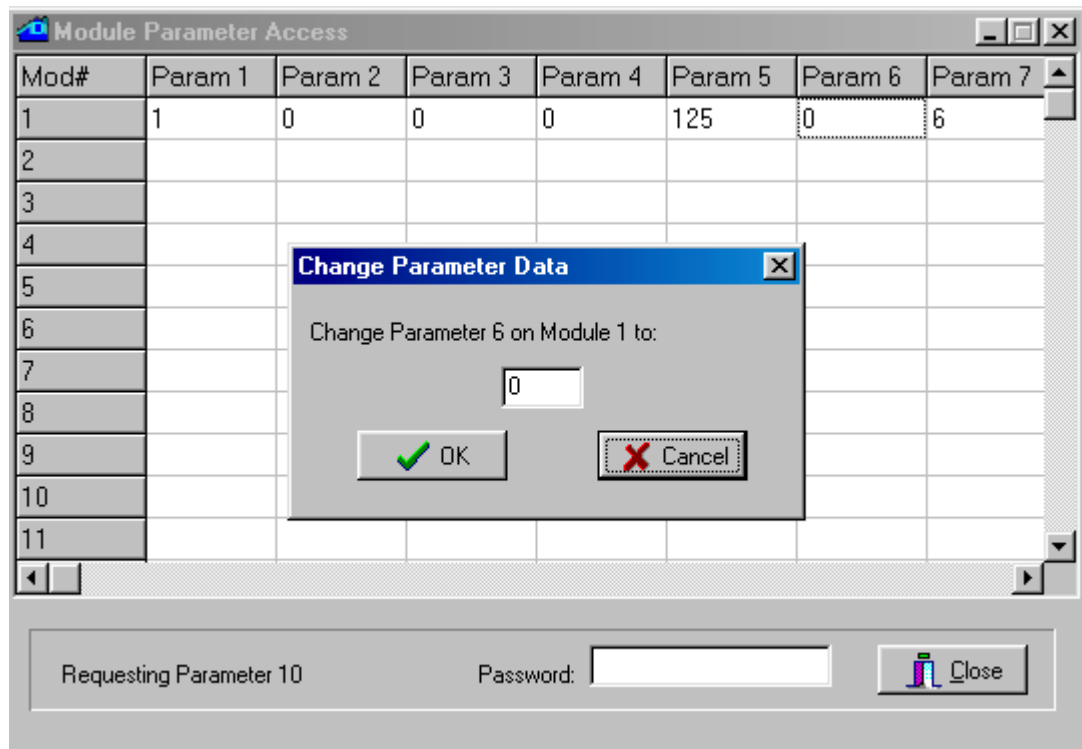 Module Parameter Access
Mod# Param 1 Param 2 Param 3 Param 4 Param 5 Param 6 Param 7
1 1 0 0 0 125 0 6
2
3
4
Change Parameter Data
5
6
Change Parameter 6 on Module 1 to:
7
0
8
9
OK Cancel
10
11
Requesting Parameter 10 Password: Close